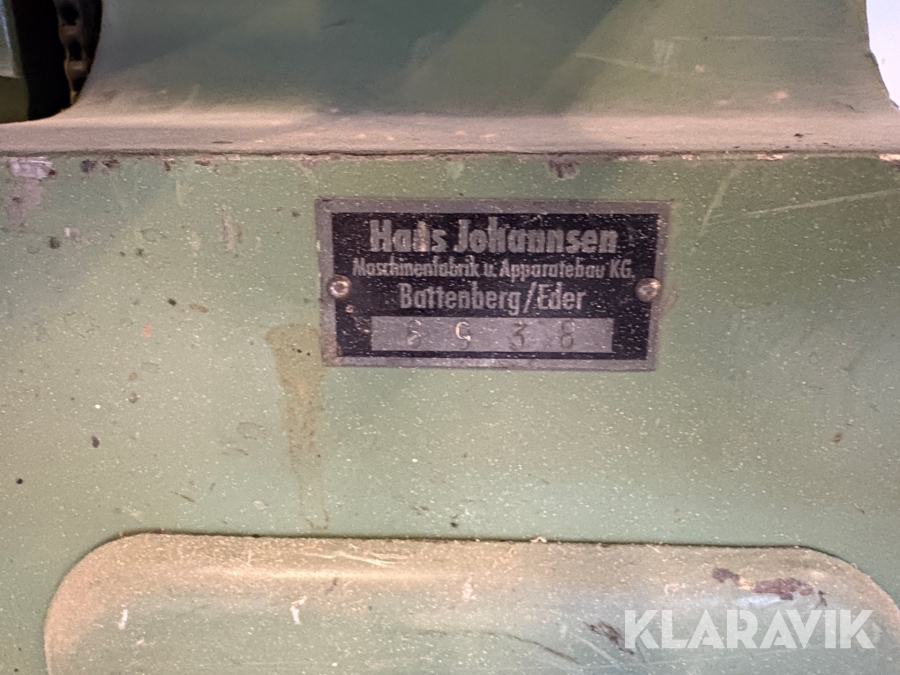 Hans Johannsen
Maschinenfabrik u. Apparatebau KG.
Battenberg/Eder
6938
KLARAVIK